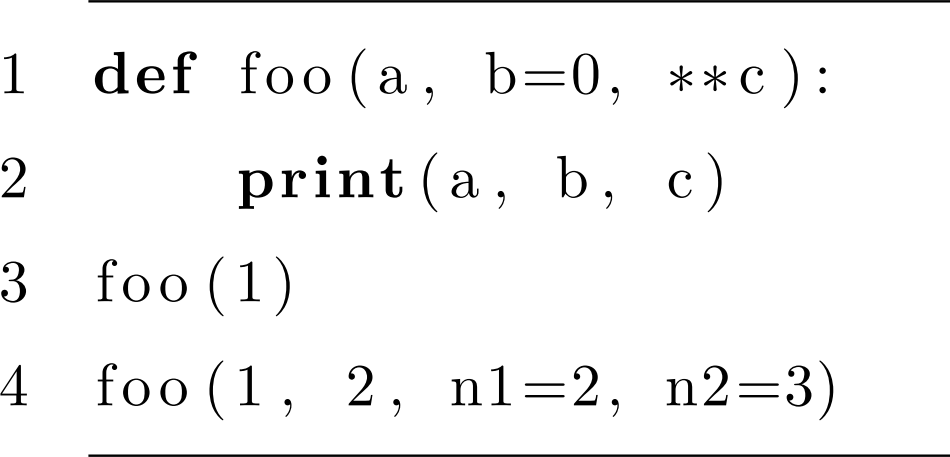 1 def foo(a, b=0, **c):
2     print(a, b, c)
3 foo(1)
4 foo(1, 2, n1=2, n2=3)